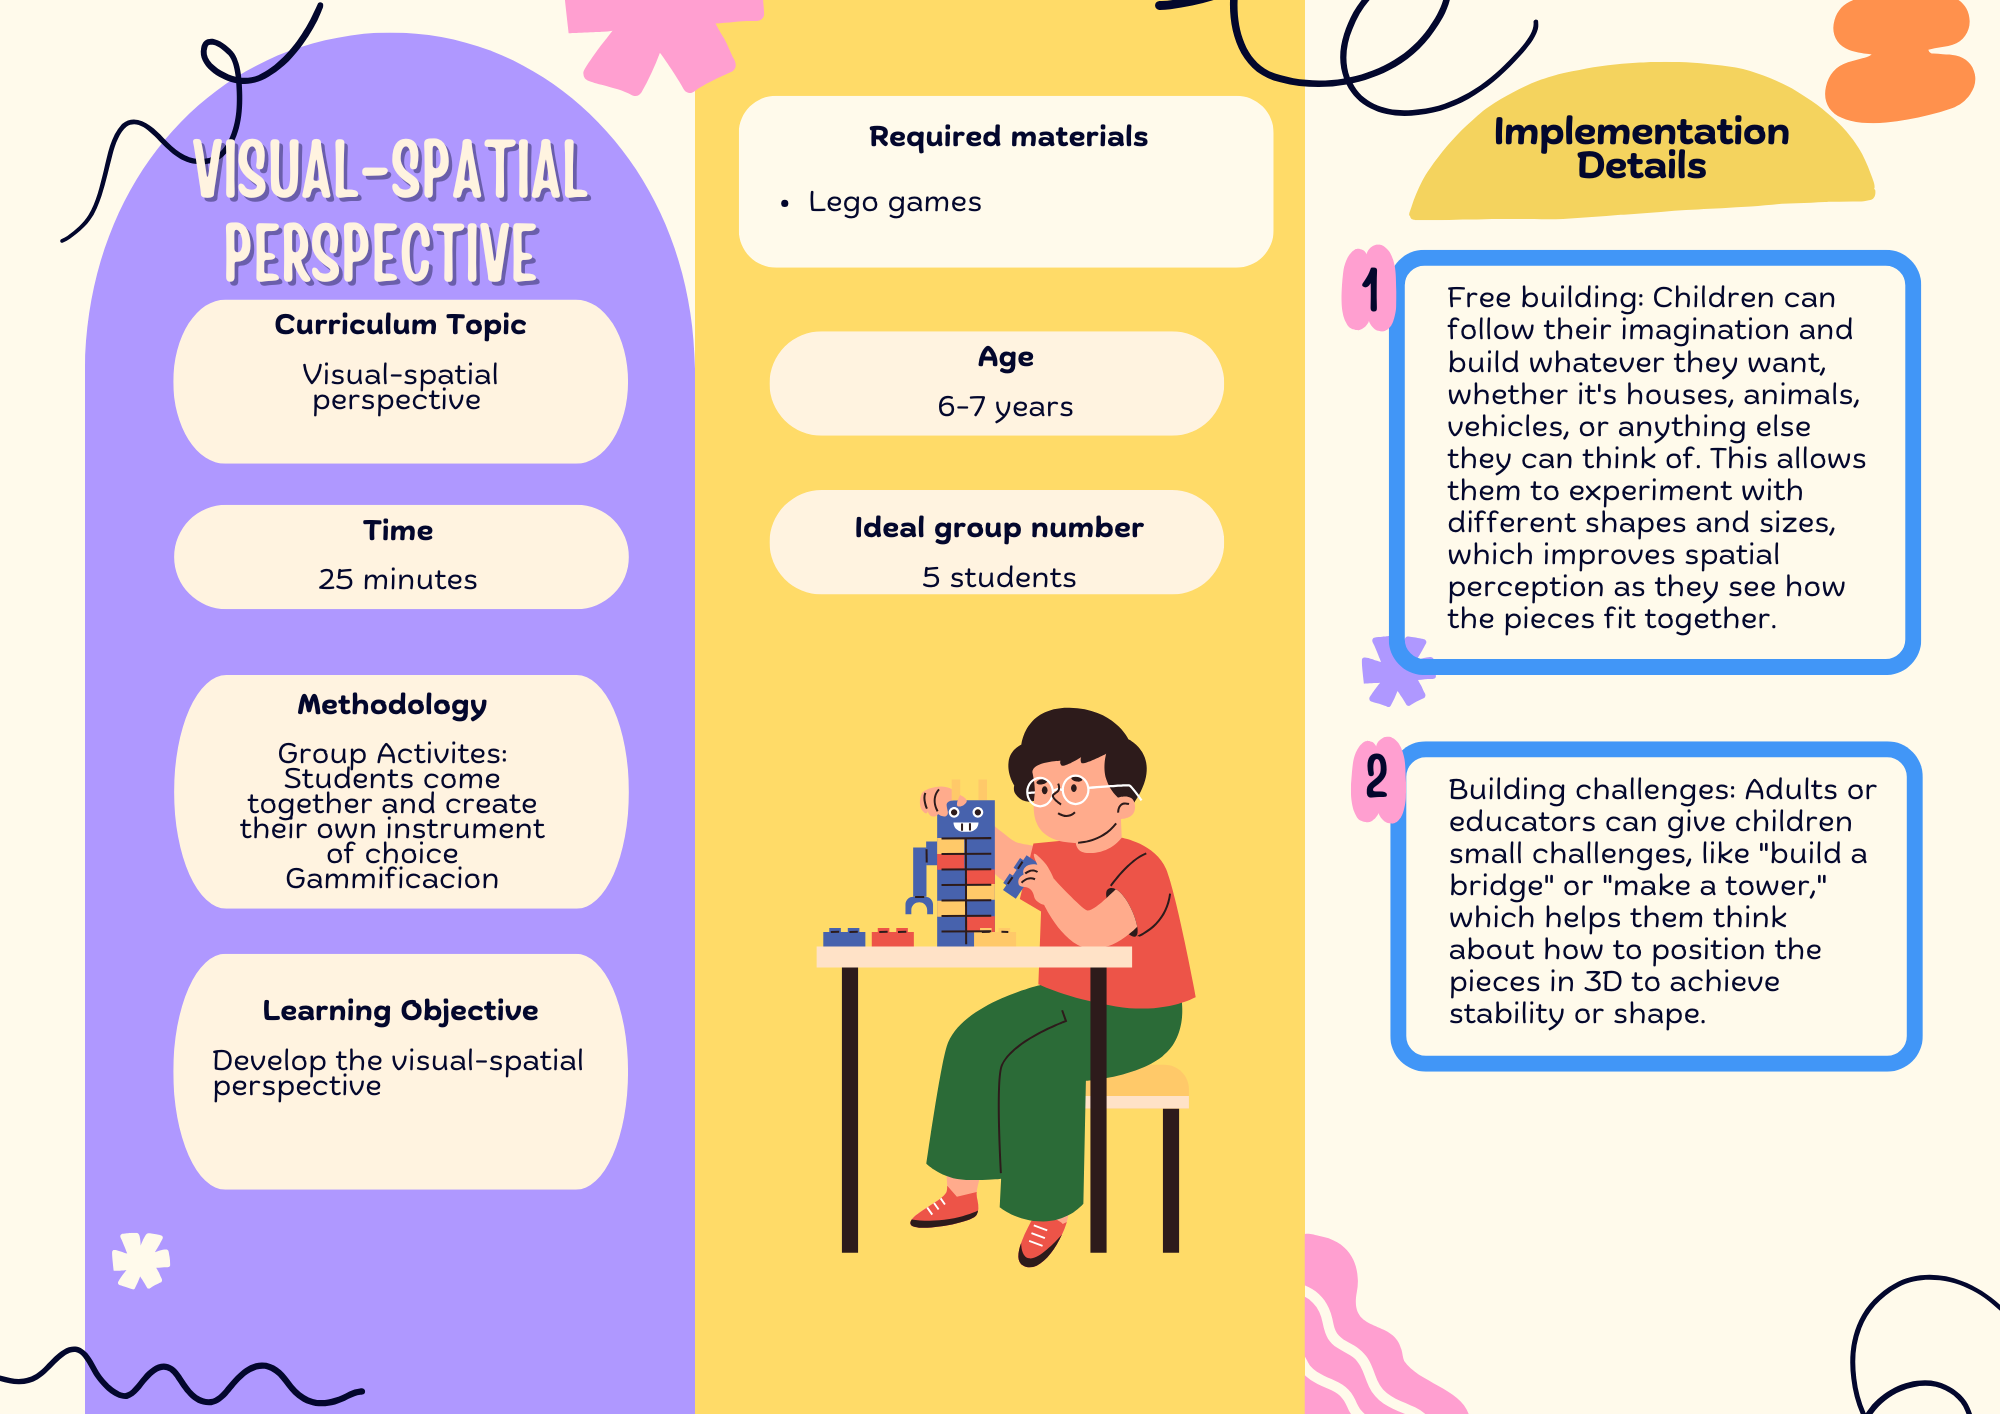 VISUAL-SPATIAL
PERSPECTIVE
Curriculum Topic
Visual-spatial
perspective
Time
25 minutes
Methodology
Group Activites:
Students come
together and create
their own instrument
of choice
Gammificacion
Learning Objective
Develop the visual-spatial
perspective
Required materials
• Lego games
Age
6-7 years
Ideal group number
5 students
Implementation
Details
1
Free building: Children can
follow their imagination and
build whatever they want,
whether it's houses, animals,
vehicles, or anything else
they can think of. This allows
them to experiment with
different shapes and sizes,
which improves spatial
perception as they see how
the pieces fit together.
2
Building challenges: Adults or
educators can give children
small challenges, like "build a
bridge" or "make a tower,"
which helps them think
about how to position the
pieces in 3D to achieve
stability or shape.